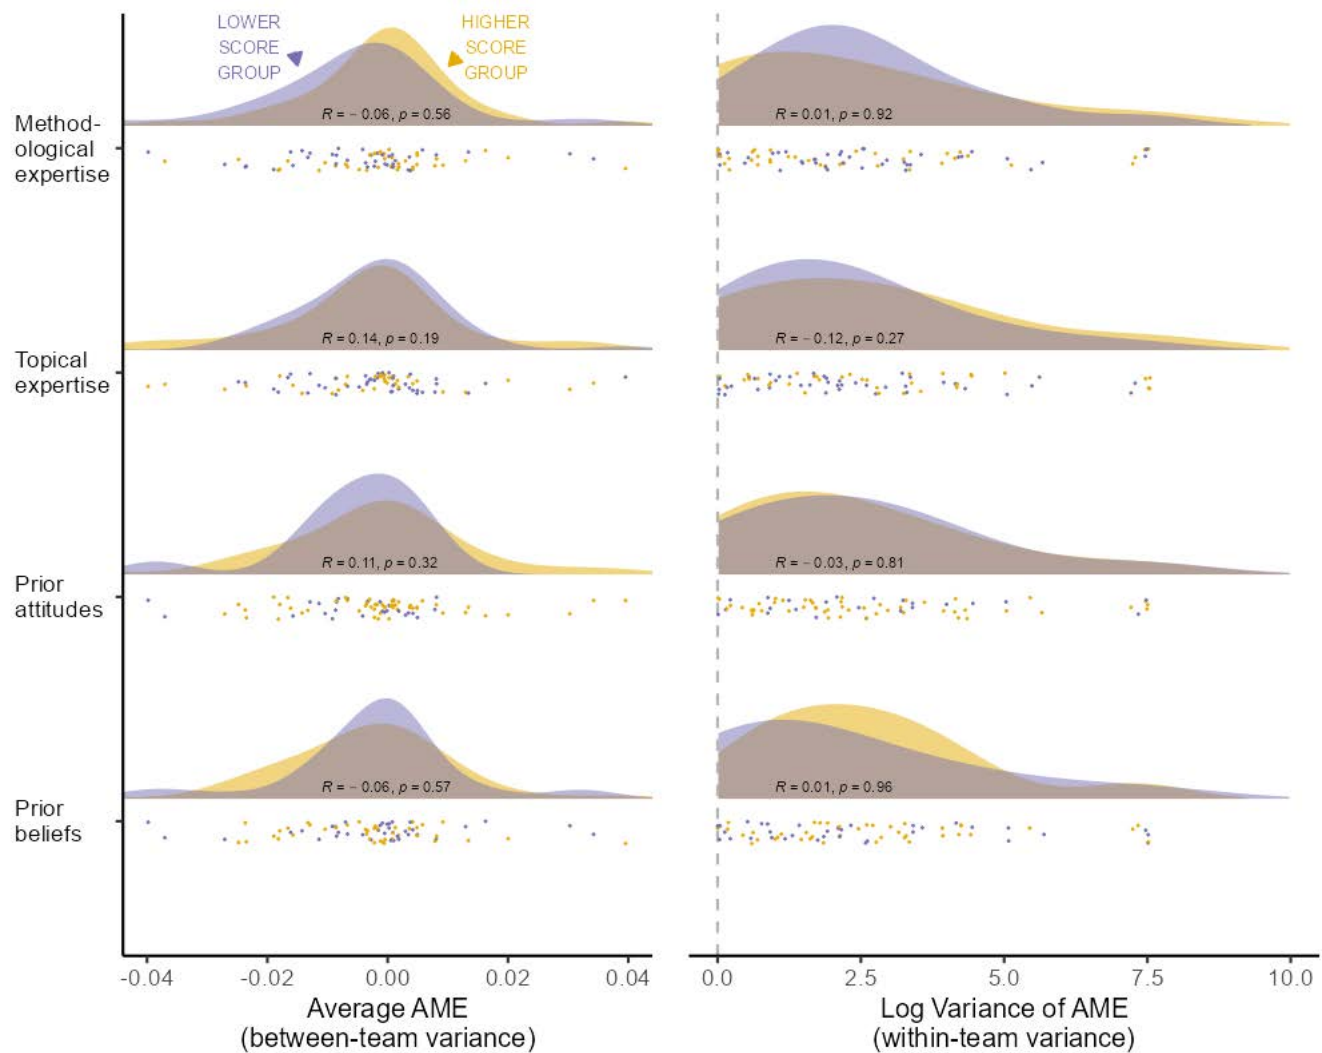 LOWER
SCORE
GROUP
HIGHER
SCORE
GROUP
Method-
ological
expertise
R = − 0.06, p = 0.56
R = 0.01, p = 0.92
Topical
expertise
R = 0.14, p = 0.19
R = − 0.12, p = 0.27
Prior
attitudes
R = 0.11, p = 0.32
R = − 0.03, p = 0.81
Prior
beliefs
R = − 0.06, p = 0.57
R = 0.01, p = 0.96
-0.04 -0.02 0.00 0.02 0.04
0.0 2.5 5.0 7.5 10.0
Average AME
(between-team variance)
Log Variance of AME
(within-team variance)